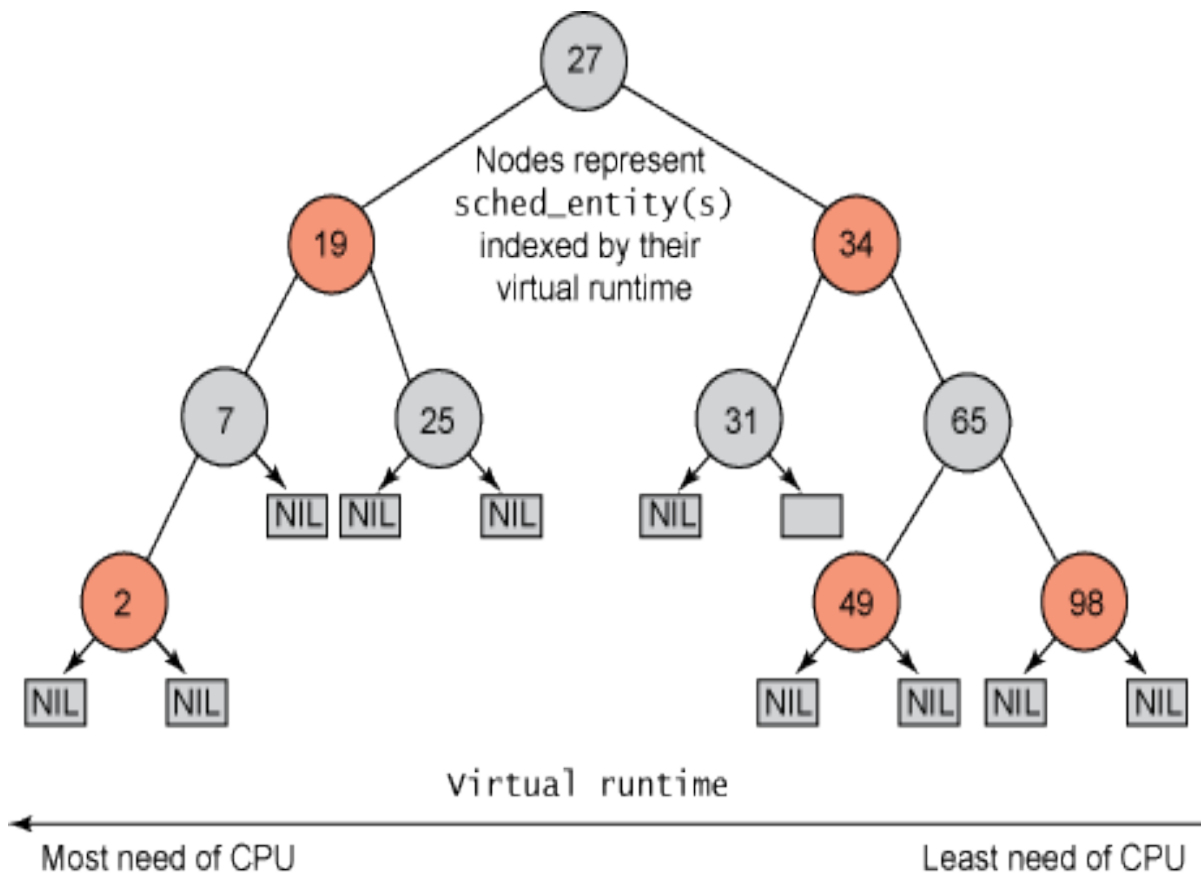 27
Nodes represent
sched_entity(s)
indexed by their
virtual runtime
19
34
7
25
31
65
NIL
NIL
NIL
NIL
2
49
98
NIL
NIL
NIL
NIL
NIL
NIL
Virtual runtime
Most need of CPU
Least need of CPU